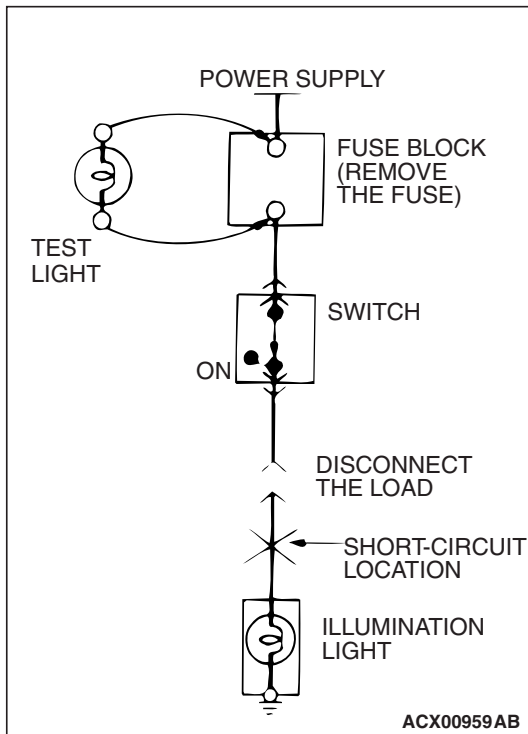 POWER SUPPLY
FUSE BLOCK
(REMOVE
THE FUSE)
TEST
LIGHT
SWITCH
ON
DISCONNECT
THE LOAD
SHORT-CIRCUIT
LOCATION
ILLUMINATION
LIGHT
ACX00959AB